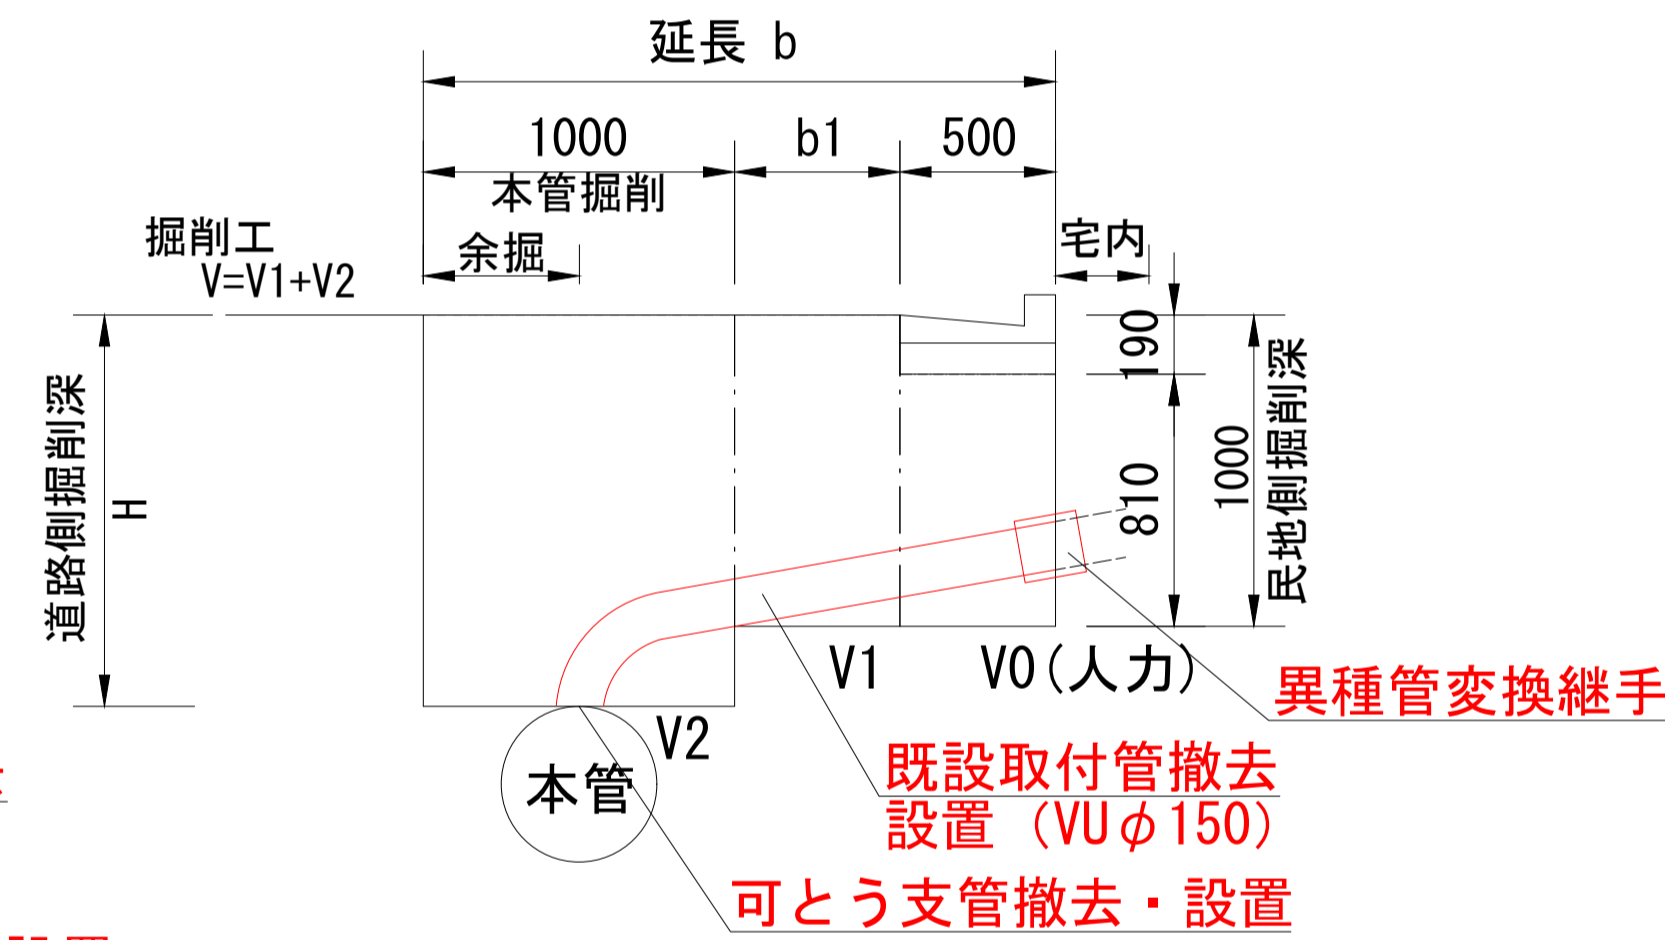 延長 b
1000
b1
500
本管掘削
掘削工
V=V1+V2
余掘
宅内
190
810
1000
民地側掘削深
道路側掘削深
H
V1
V0(人力)
V2
本管
異種管変換継手
既設取付管撤去
設置（VUφ150）
可とう支管撤去・設置